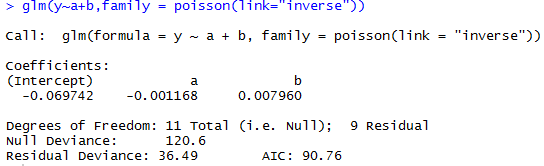 > glm(y~a+b,family = poisson(link="inverse"))
Call:  glm(formula = y ~ a + b, family = poisson(link = "inverse"))
Coefficients:
(Intercept)            a            b
  -0.069742    -0.001168     0.007960
Degrees of Freedom: 11 Total (i.e. Null);  9 Residual
Null Deviance:      120.6
Residual Deviance: 36.49     AIC: 90.76